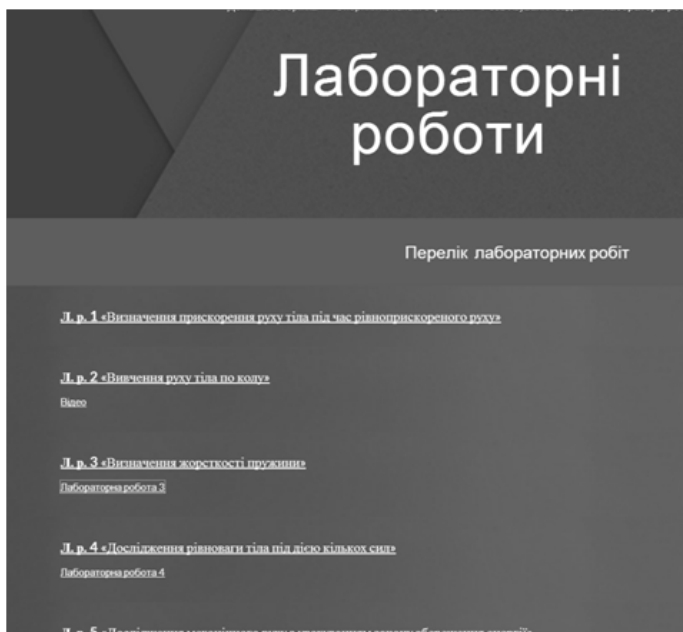 Лабораторні
роботи
Перелік лабораторних робіт
Л. р. 1 «Визначення прискорення руху тіла під час рівноприскореного руху»
Л. р. 2 «Вивчення руху тіла по колу»
Відео
Л. р. 3 «Визначення жорсткості пружини»
Лабораторна робота 3
Л. р. 4 «Дослідження рівноваги тіла під дією кількох сил»
Лабораторна робота 4
Л. р. 5